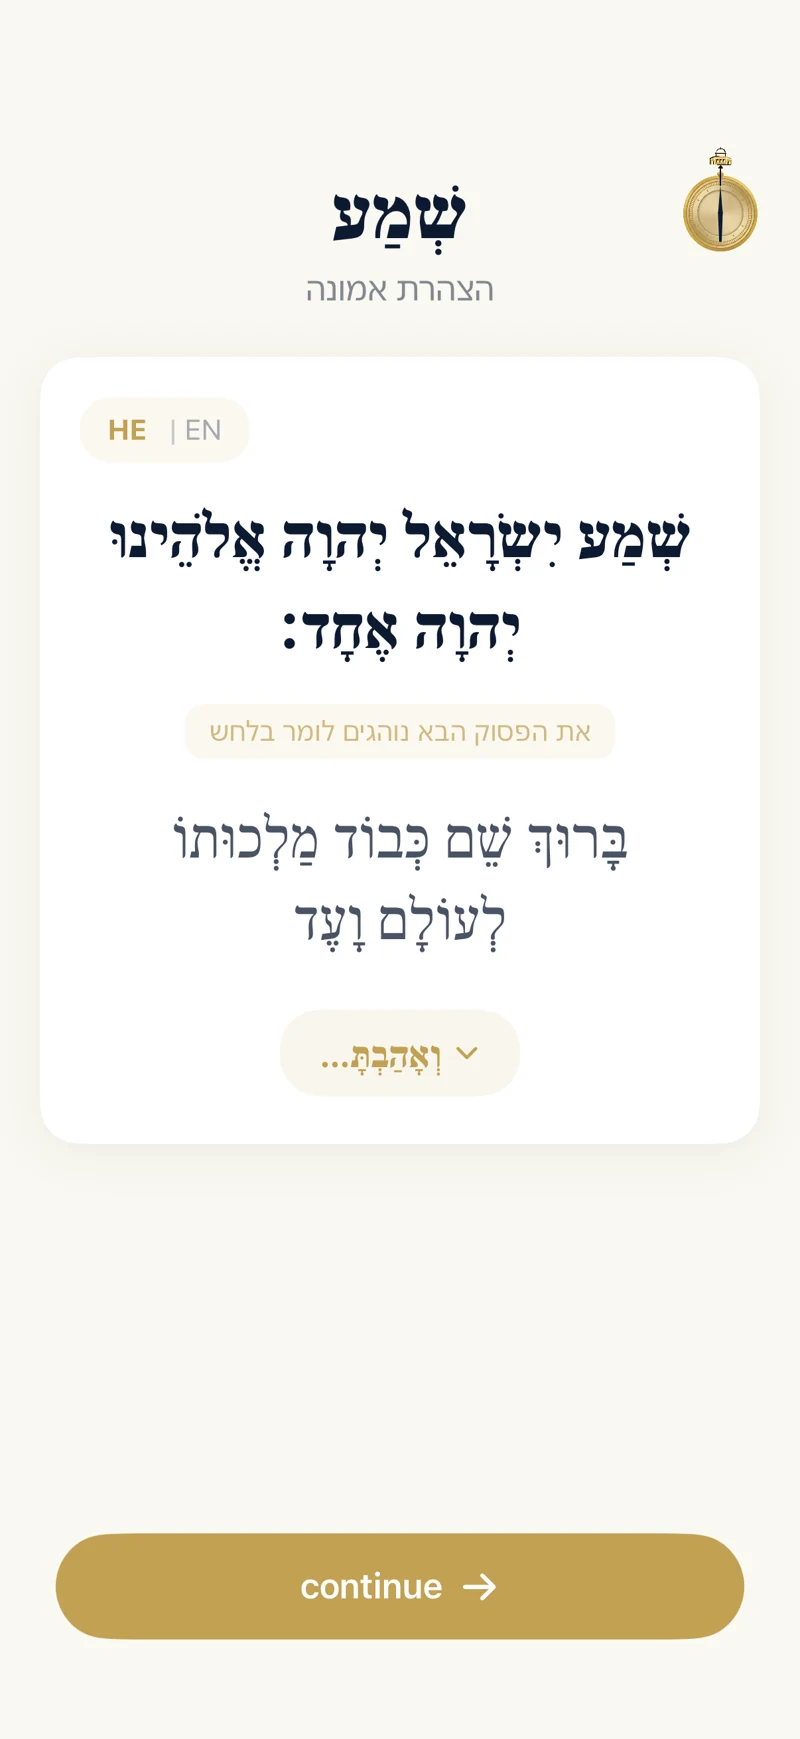 שְׁמַע
הצהרת אמונה
HE | EN
שְׁמַע יִשְׂרָאֵל יְהוָה אֱלֹהֵינוּ
יְהוָה אֶחָד׃
את הפסוק הבא נוהגים לומר בלחש
בָּרוּךְ שֵׁם כְּבוֹד מַלְכוּתוֹ
לְעוֹלָם וָעֶד
וְאָהַבְתָּ...
continue →